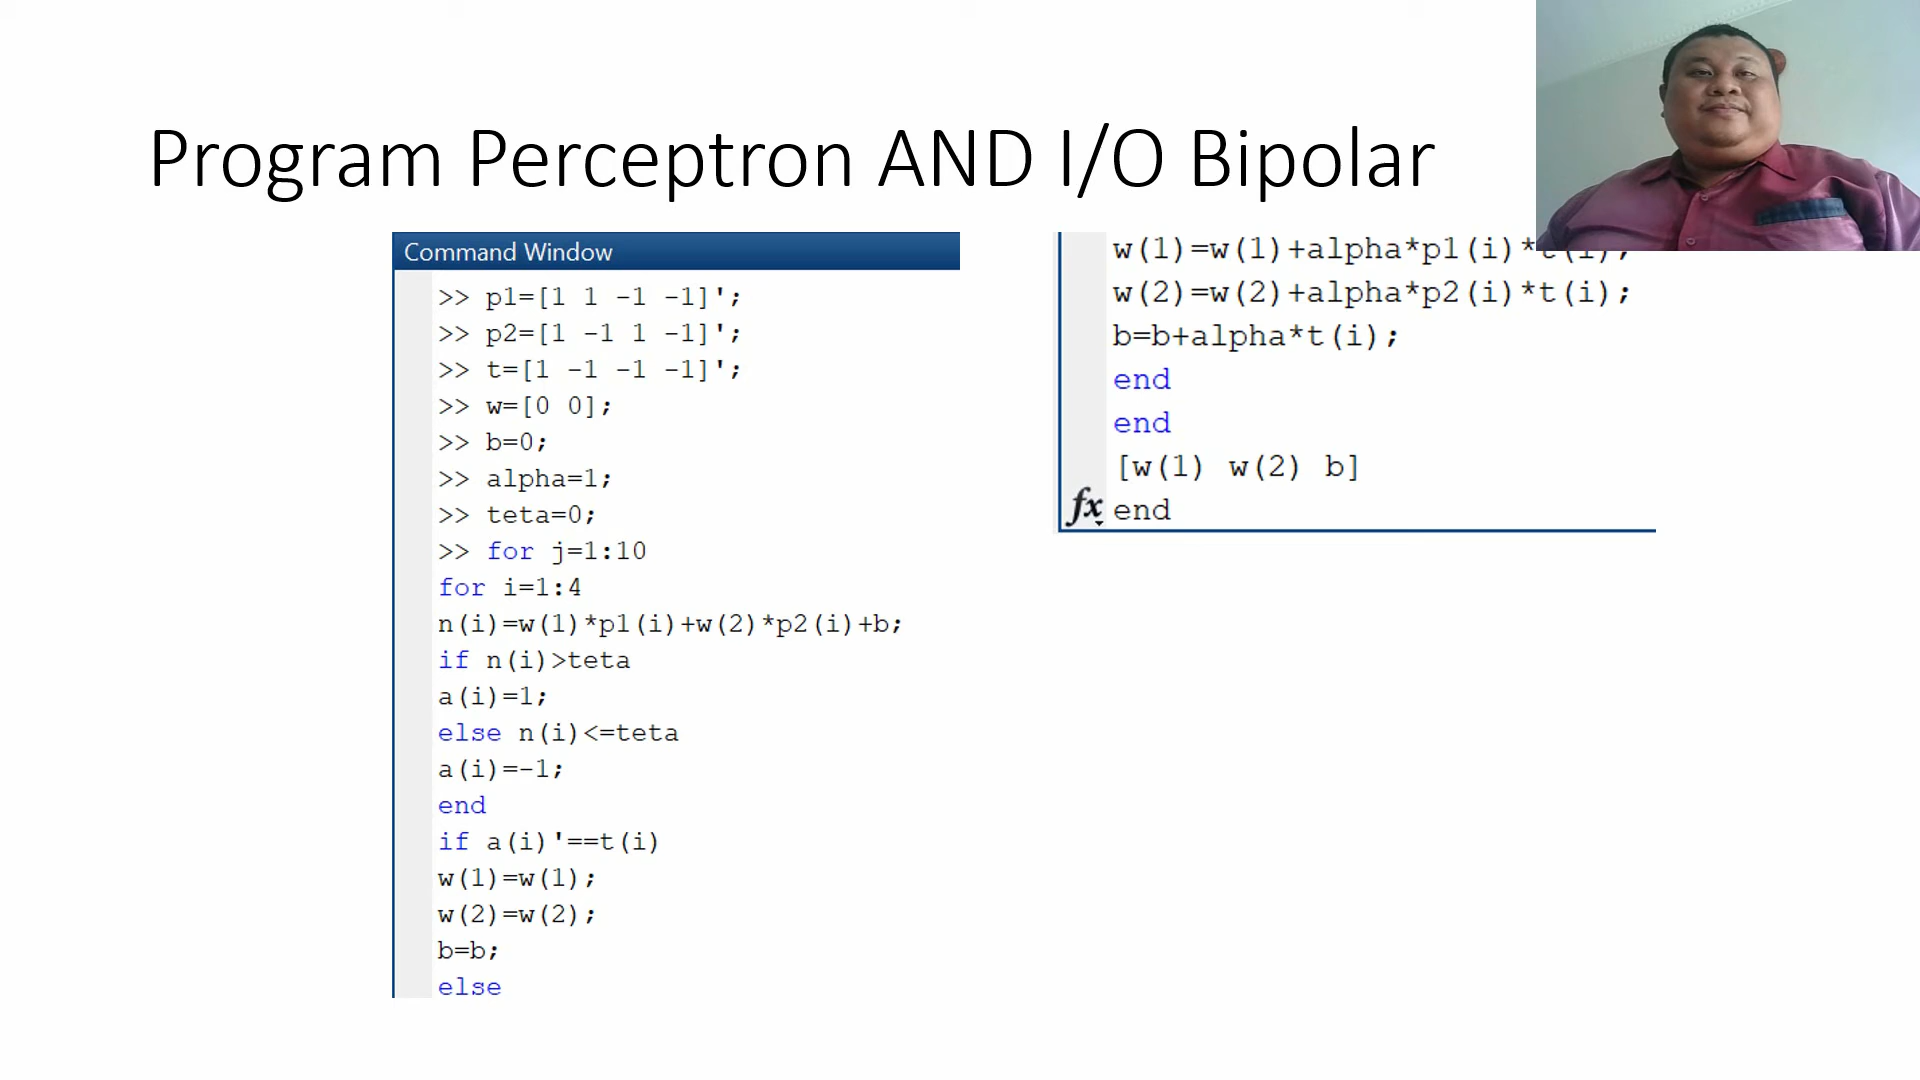 Program Perceptron AND I/O Bipolar
Command Window
>> p1=[1 1 -1 -1]';
>> p2=[1 -1 1 -1]';
>> t=[1 -1 -1 -1]';
>> w=[0 0];
>> b=0;
>> alpha=1;
>> teta=0;
>> for j=1:10
for i=1:4
n(i)=w(1)*p1(i)+w(2)*p2(i)+b;
if n(i)>teta
a(i)=1;
else n(i)<=teta
a(i)=-1;
end
if a(i)'==t(i)
w(1)=w(1);
w(2)=w(2);
b=b;
else
w(1)=w(1)+alpha*p1(i)*t(i);
w(2)=w(2)+alpha*p2(i)*t(i);
b=b+alpha*t(i);
end
end
[w(1) w(2) b]
fx end